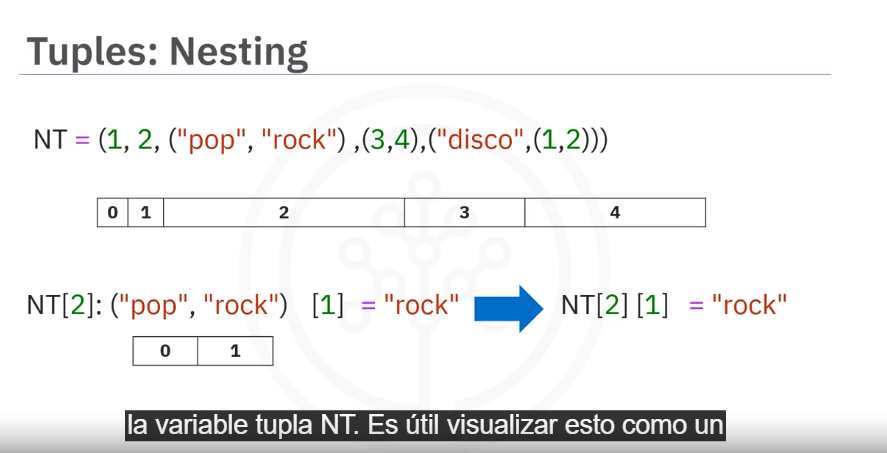 Tuples: Nesting
NT = (1, 2, ("pop", "rock") ,(3,4),("disco",(1,2)))
0 1 2 3 4
NT[2]: ("pop", "rock") [1] = "rock" NT[2] [1] = "rock"
0 1
la variable tupla NT. Es útil visualizar esto como un